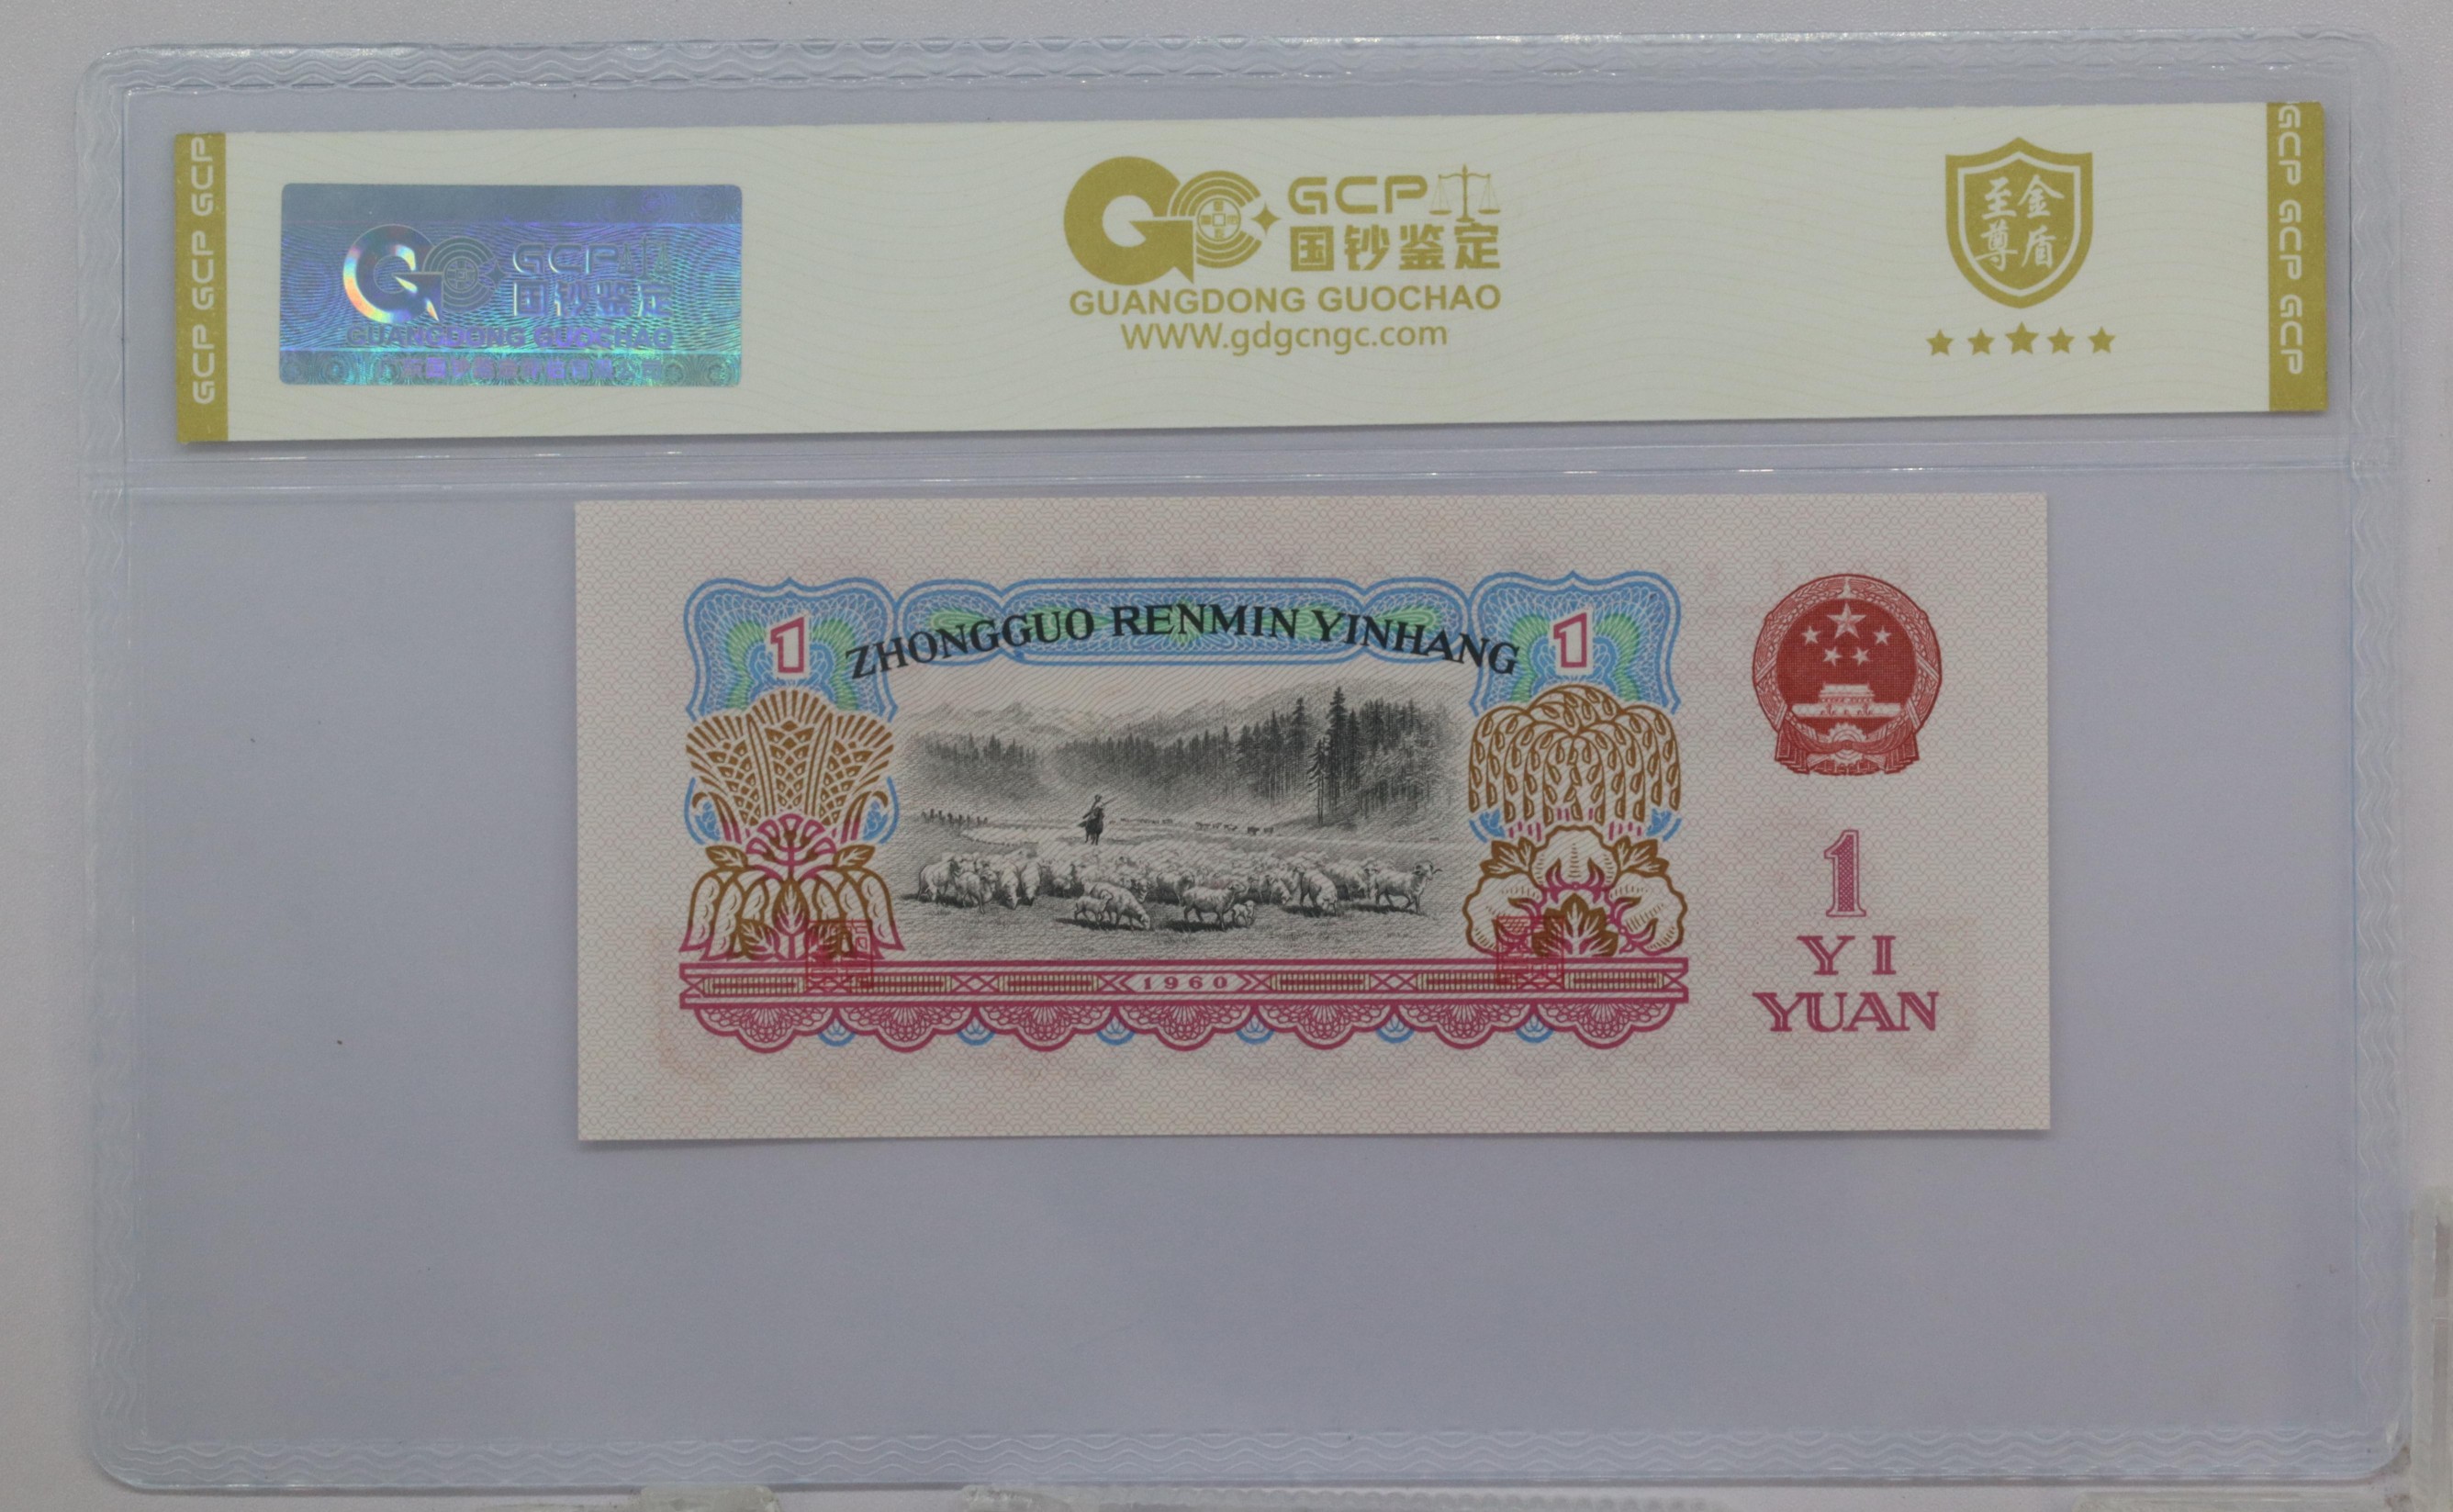 GCP GCP GCP
GCP
国钞鉴定
GUANGDONG GUOCHAO
GCP
国钞鉴定
GUANGDONG GUOCHAO
WWW.gdgcngc.com
至金
尊盾
GCP GCP GCP
1
ZHONGGUO RENMIN YINHANG
1
1960
1
YI
YUAN